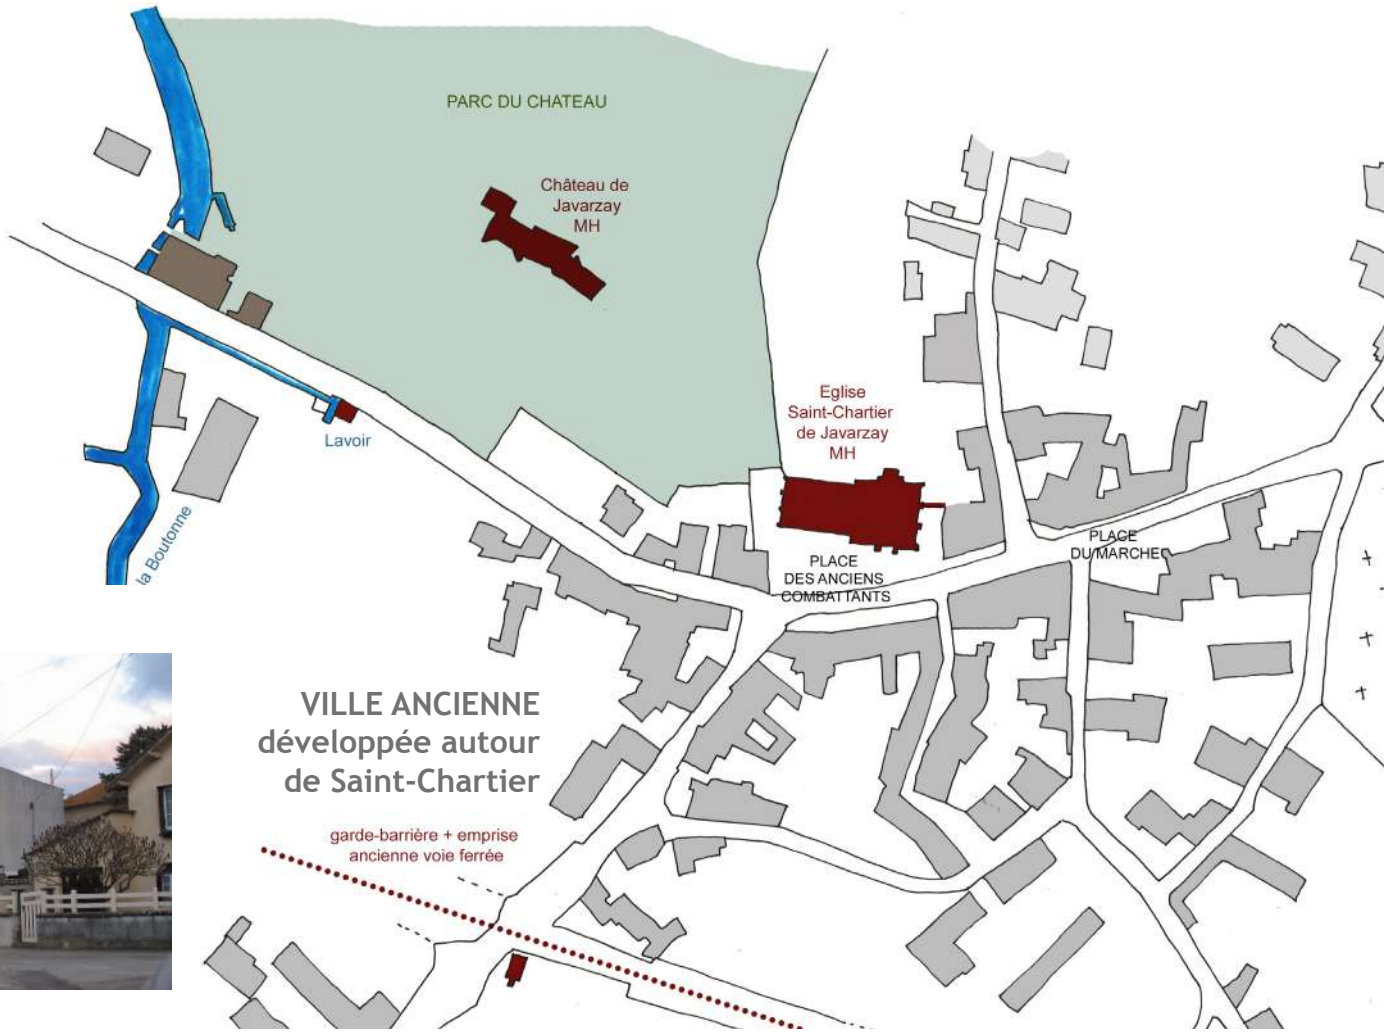 PARC DU CHATEAU
Château de
Javarzay
MH
Eglise
Saint-Chartier
de Javarzay
MH
Lavoir
la Boutonne
PLACE
DU MARCHE
PLACE
DES ANCIENS
COMBATTANTS
VILLE ANCIENNE
développée autour
de Saint-Chartier
garde-barrière + emprise
ancienne voie ferrée